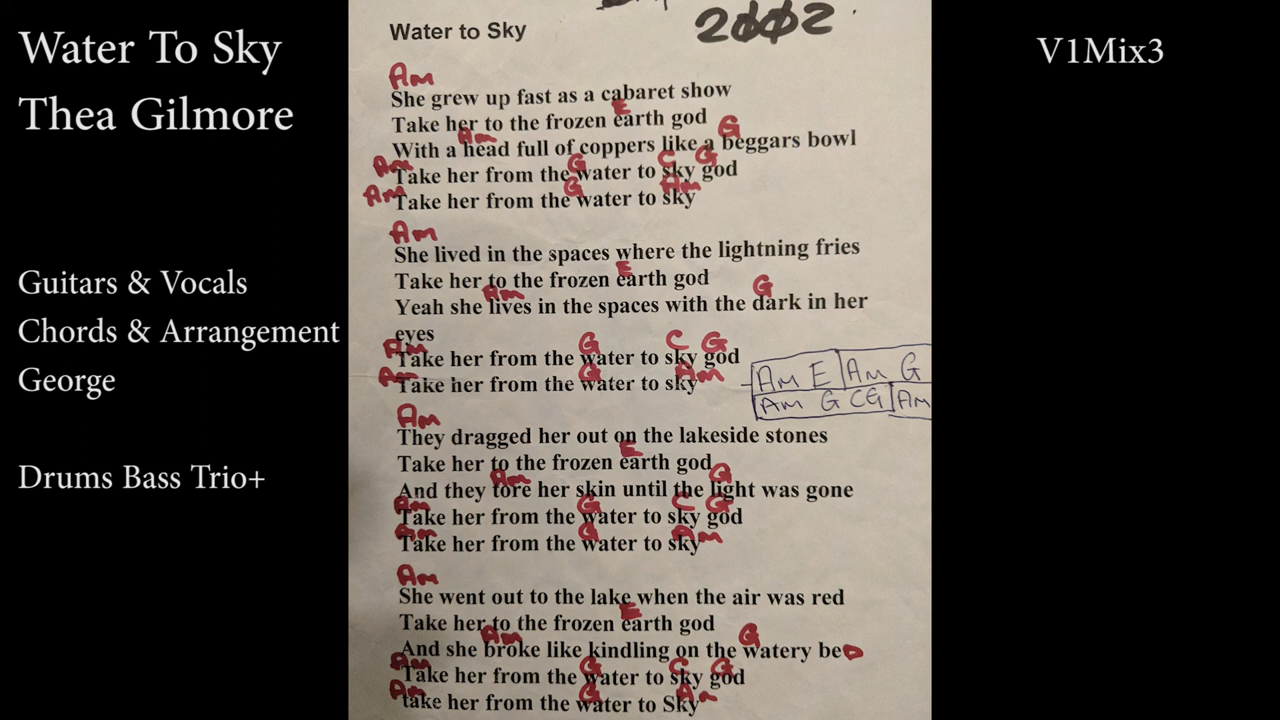 Water To Sky
Thea Gilmore
Guitars & Vocals
Chords & Arrangement
George
Drums Bass Trio+
V1Mix3
2002
Water to Sky
Am
She grew up fast as a cabaret show
E
Take her to the frozen earth god
Am G
With a head full of coppers like a beggars bowl
Am G C G
Take her from the water to sky god
Am G Am
Take her from the water to sky
Am
She lived in the spaces where the lightning fries
E
Take her to the frozen earth god
Am G
Yeah she lives in the spaces with the dark in her
eyes
Am G C G
Take her from the water to sky god
Am G Am
Take her from the water to sky
Am E Am G
Am G CG Am
Am
They dragged her out on the lakeside stones
E
Take her to the frozen earth god
Am G
And they tore her skin until the light was gone
Am G C G
Take her from the water to sky god
Am G Am
Take her from the water to sky
Am
She went out to the lake when the air was red
E
Take her to the frozen earth god
Am G
And she broke like kindling on the watery beD
Am G C G
Take her from the water to sky god
Am G Am
take her from the water to Sky